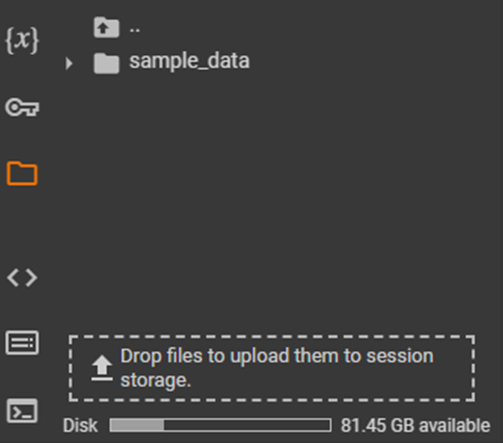 {x}
..
sample_data
Drop files to upload them to session
storage.
Disk
81.45 GB available